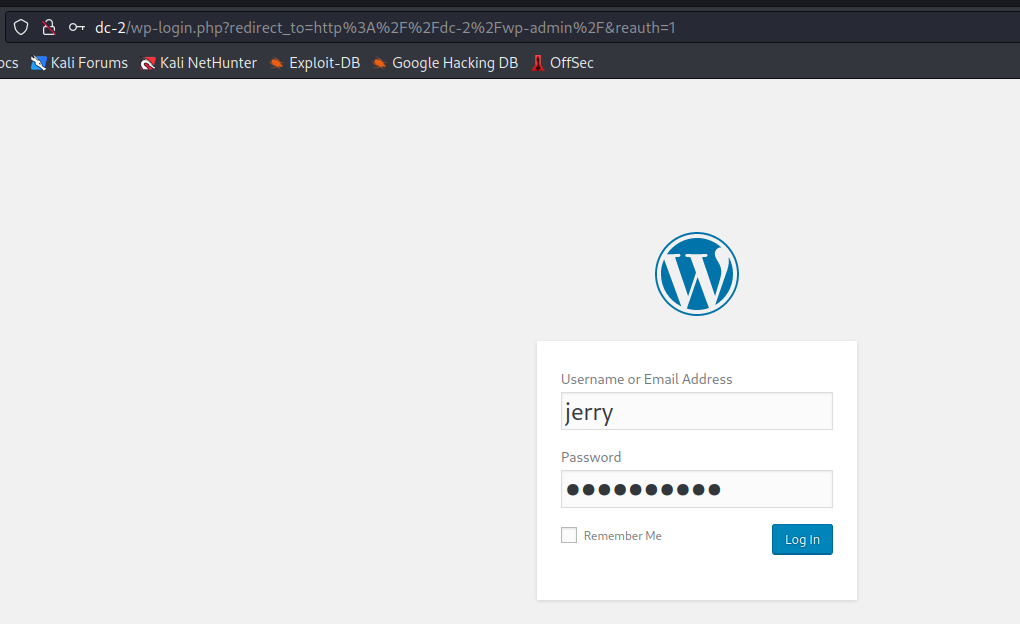 dc-2/wp-login.php?redirect_to=http%3A%2F%2Fdc-2%2Fwp-admin%2F&reauth=1
ocs Kali Forums Kali NetHunter Exploit-DB Google Hacking DB OffSec
Username or Email Address
jerry
Password
●●●●●●●●●●
Remember Me Log In